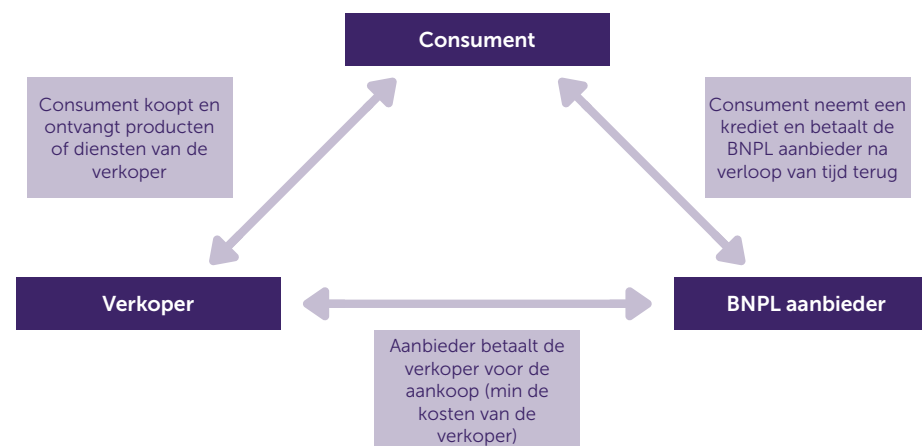 Consument
Consument koopt en
ontvangt producten
of diensten van de
verkoper
Consument neemt een
krediet en betaalt de
BNPL aanbieder na
verloop van tijd terug
Verkoper
BNPL aanbieder
Aanbieder betaalt de
verkoper voor de
aankoop (min de
kosten van de
verkoper)